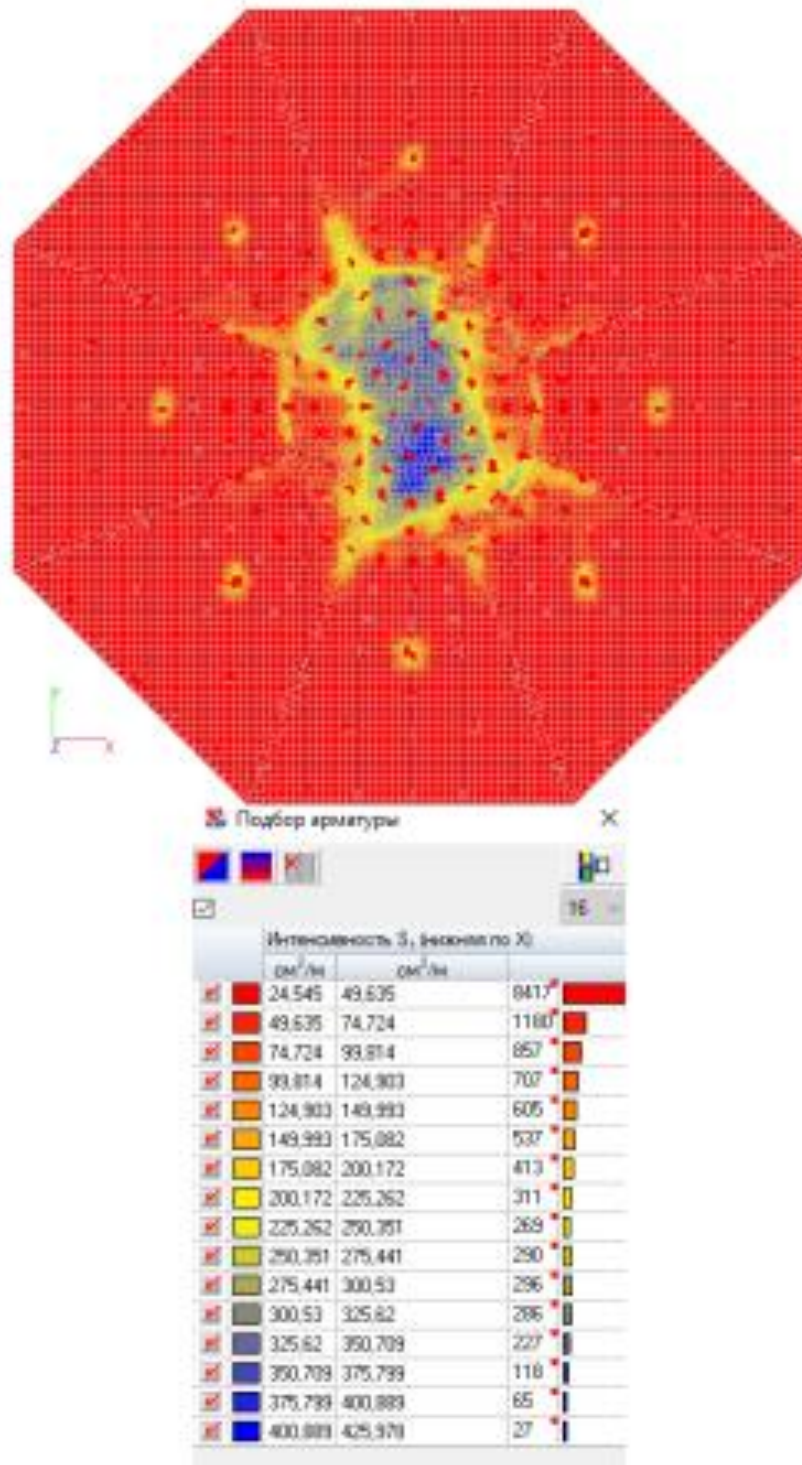 Y
Z X
Подбор арматуры
16
Интенсивность S, (нижняя по X)
см²/м см²/м
24,545 49,635 8417
49,635 74,724 1180
74,724 99,814 857
99,814 124,903 707
124,903 149,993 605
149,993 175,082 537
175,082 200,172 413
200,172 225,262 311
225,262 250,351 269
250,351 275,441 290
275,441 300,53 296
300,53 325,62 286
325,62 350,709 227
350,709 375,799 118
375,799 400,889 65
400,889 425,978 27